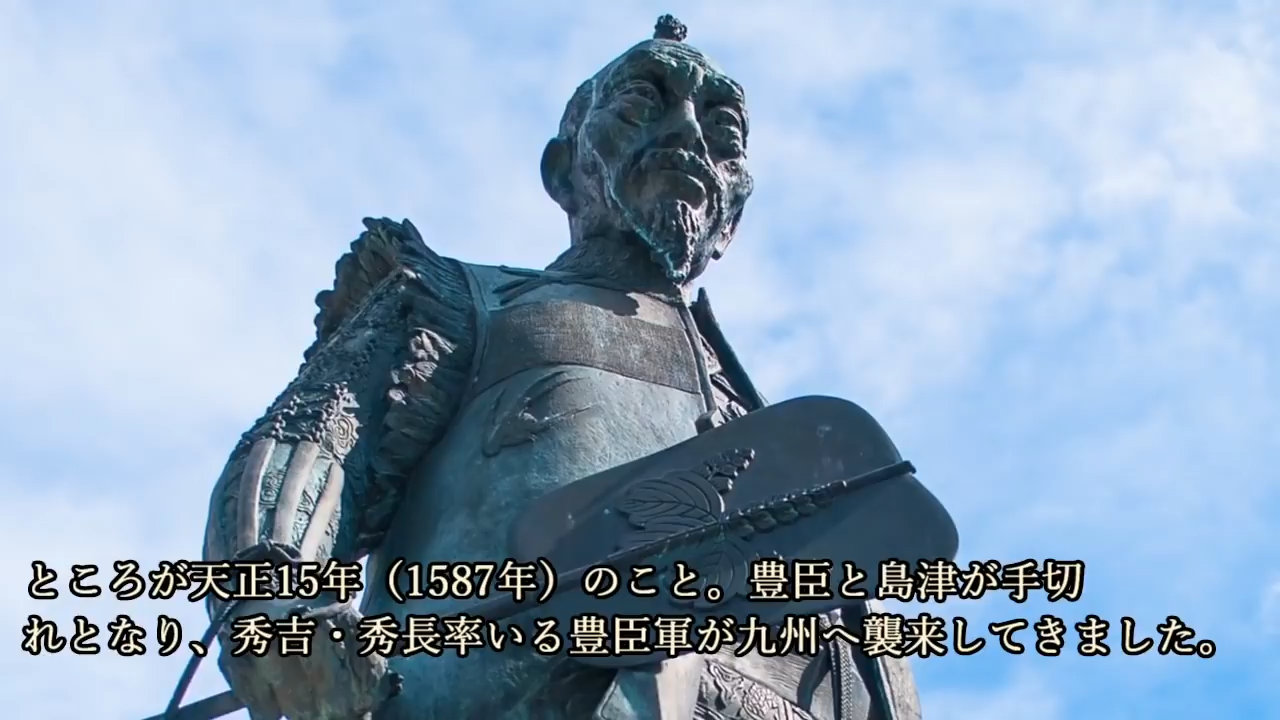 ところが天正15年（1587年）のこと。豊臣と島津が手切
れとなり、秀吉・秀長率いる豊臣軍が九州へ襲来してきました。